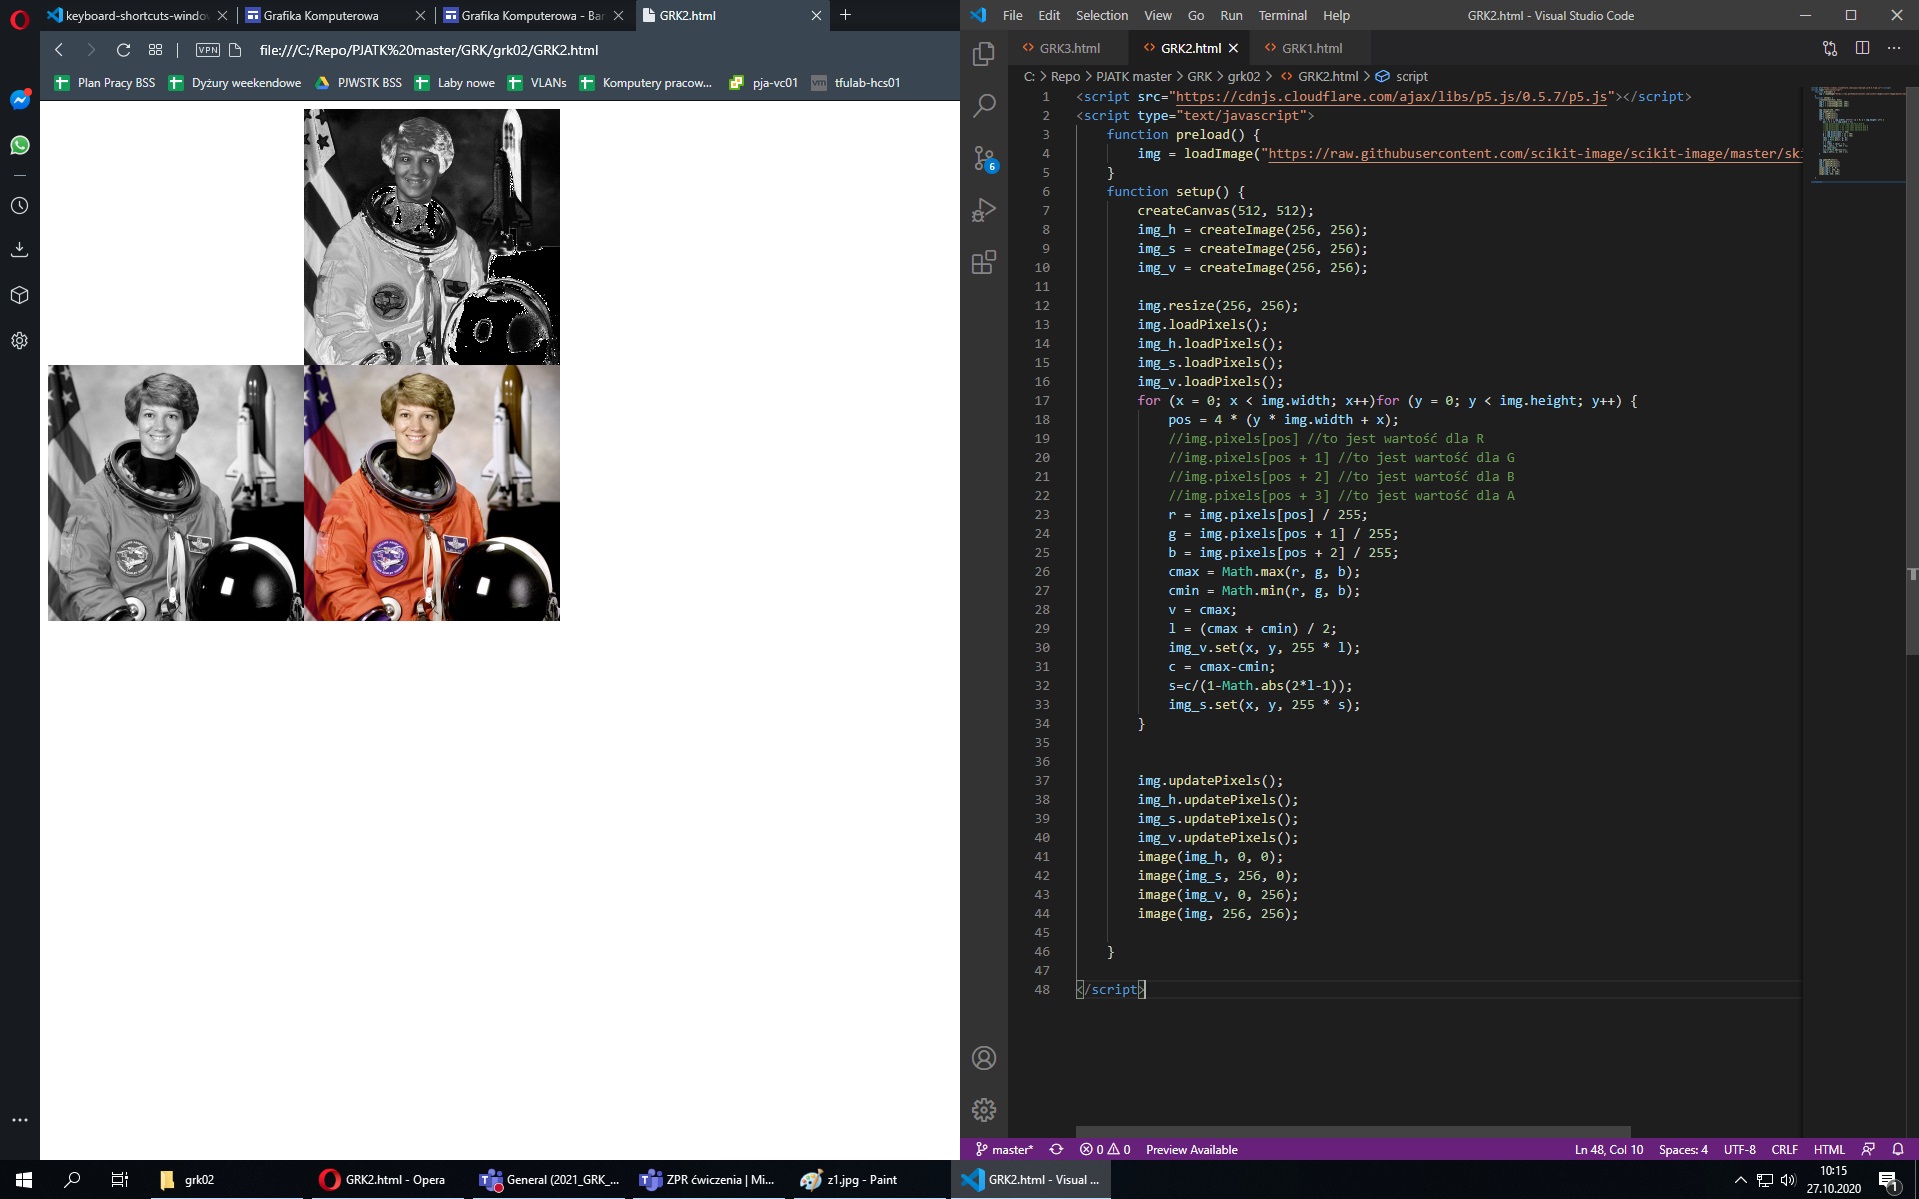 keyboard-shortcuts-windo
Grafika Komputerowa
Grafika Komputerowa - Ba
GRK2.html
VPN
file:///C:/Repo/PJATK%20master/GRK/grk02/GRK2.html
Plan Pracy BSS
Dyżury weekendowe
PJWSTK BSS
Laby nowe
VLANs
Komputery pracow...
pja-vc01
vm
tfulab-hcs01
File Edit Selection View Go Run Terminal Help
GRK2.html - Visual Studio Code
GRK3.html
GRK2.html
GRK1.html
C: > Repo > PJATK master > GRK > grk02 > GRK2.html > script
6
1 <script src="https://cdnjs.cloudflare.com/ajax/libs/p5.js/0.5.7/p5.js"></script>
2 <script type="text/javascript">
3 function preload() {
4 img = loadImage("https://raw.githubusercontent.com/scikit-image/scikit-image/master/ski
5 }
6 function setup() {
7 createCanvas(512, 512);
8 img_h = createImage(256, 256);
9 img_s = createImage(256, 256);
10 img_v = createImage(256, 256);
11
12 img.resize(256, 256);
13 img.loadPixels();
14 img_h.loadPixels();
15 img_s.loadPixels();
16 img_v.loadPixels();
17 for (x = 0; x < img.width; x++)for (y = 0; y < img.height; y++) {
18 pos = 4 * (y * img.width + x);
19 //img.pixels[pos] //to jest wartość dla R
20 //img.pixels[pos + 1] //to jest wartość dla G
21 //img.pixels[pos + 2] //to jest wartość dla B
22 //img.pixels[pos + 3] //to jest wartość dla A
23 r = img.pixels[pos] / 255;
24 g = img.pixels[pos + 1] / 255;
25 b = img.pixels[pos + 2] / 255;
26 cmax = Math.max(r, g, b);
27 cmin = Math.min(r, g, b);
28 v = cmax;
29 l = (cmax + cmin) / 2;
30 img_v.set(x, y, 255 * l);
31 c = cmax-cmin;
32 s=c/(1-Math.abs(2*l-1));
33 img_s.set(x, y, 255 * s);
34 }
35
36
37 img.updatePixels();
38 img_h.updatePixels();
39 img_s.updatePixels();
40 img_v.updatePixels();
41 image(img_h, 0, 0);
42 image(img_s, 256, 0);
43 image(img_v, 0, 256);
44 image(img, 256, 256);
45
46 }
47
48 </script>
master*
0 0
Preview Available
Ln 48, Col 10
Spaces: 4
UTF-8
CRLF
HTML
grk02
GRK2.html - Opera
General (2021_GRK_...
ZPR ćwiczenia | Mi...
z1.jpg - Paint
GRK2.html - Visual ...
10:15
27.10.2020
1